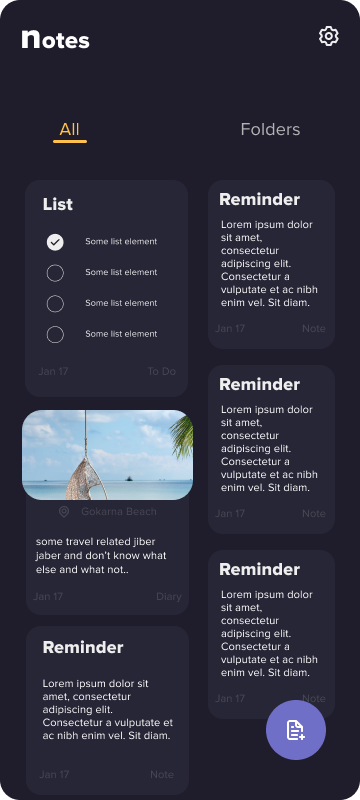 notes
All
Folders
List
Some list element
Some list element
Some list element
Some list element
Jan 17
To Do
Gokarna Beach
some travel related jiber
jaber and don't know what
else and what not..
Jan 17
Diary
Reminder
Lorem ipsum dolor sit
amet, consectetur
adipiscing elit.
Consectetur a vulputate et
ac nibh enim vel. Sit diam.
Jan 17
Note
Reminder
Lorem ipsum dolor
sit amet,
consectetur
adipiscing elit.
Consectetur a
vulputate et ac nibh
enim vel. Sit diam.
Jan 17
Note
Reminder
Lorem ipsum dolor
sit amet,
consectetur
adipiscing elit.
Consectetur a
vulputate et ac nibh
enim vel. Sit diam.
Jan 17
Note
Reminder
Lorem ipsum dolor
sit amet,
consectetur
adipiscing elit.
Consectetur a
vulputate et ac nibh
enim vel. Sit diam.
Jan 17
Note